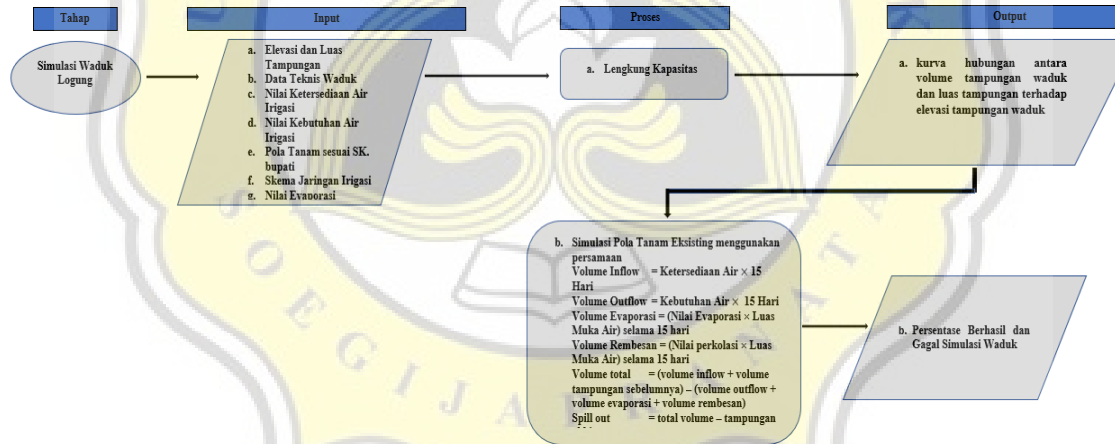 Tahap
Input
Proses
Output
Simulasi Waduk
Logung
a. Elevasi dan Luas
Tampungan
b. Data Teknis Waduk
c. Nilai Ketersediaan Air
Irigasi
d. Nilai Kebutuhan Air
Irigasi
e. Pola Tanam sesuai SK.
bupati
f. Skema Jaringan Irigasi
g. Nilai Evaporasi
a. Lengkung Kapasitas
a. kurva hubungan antara
volume tampungan waduk
dan luas tampungan terhadap
elevasi tampungan waduk
b. Simulasi Pola Tanam Eksisting menggunakan
persamaan
Volume Inflow = Ketersediaan Air × 15
Hari
Volume Outflow = Kebutuhan Air × 15 Hari
Volume Evaporasi = (Nilai Evaporasi × Luas
Muka Air) selama 15 hari
Volume Rembesan = (Nilai perkolasi × Luas
Muka Air) selama 15 hari
Volume total = (volume inflow + volume
tampungan sebelumnya) – (volume outflow +
volume evaporasi + volume rembesan)
Spill out = total volume – tampungan
b. Persentase Berhasil dan
Gagal Simulasi Waduk
SOEGIJAPRANATA